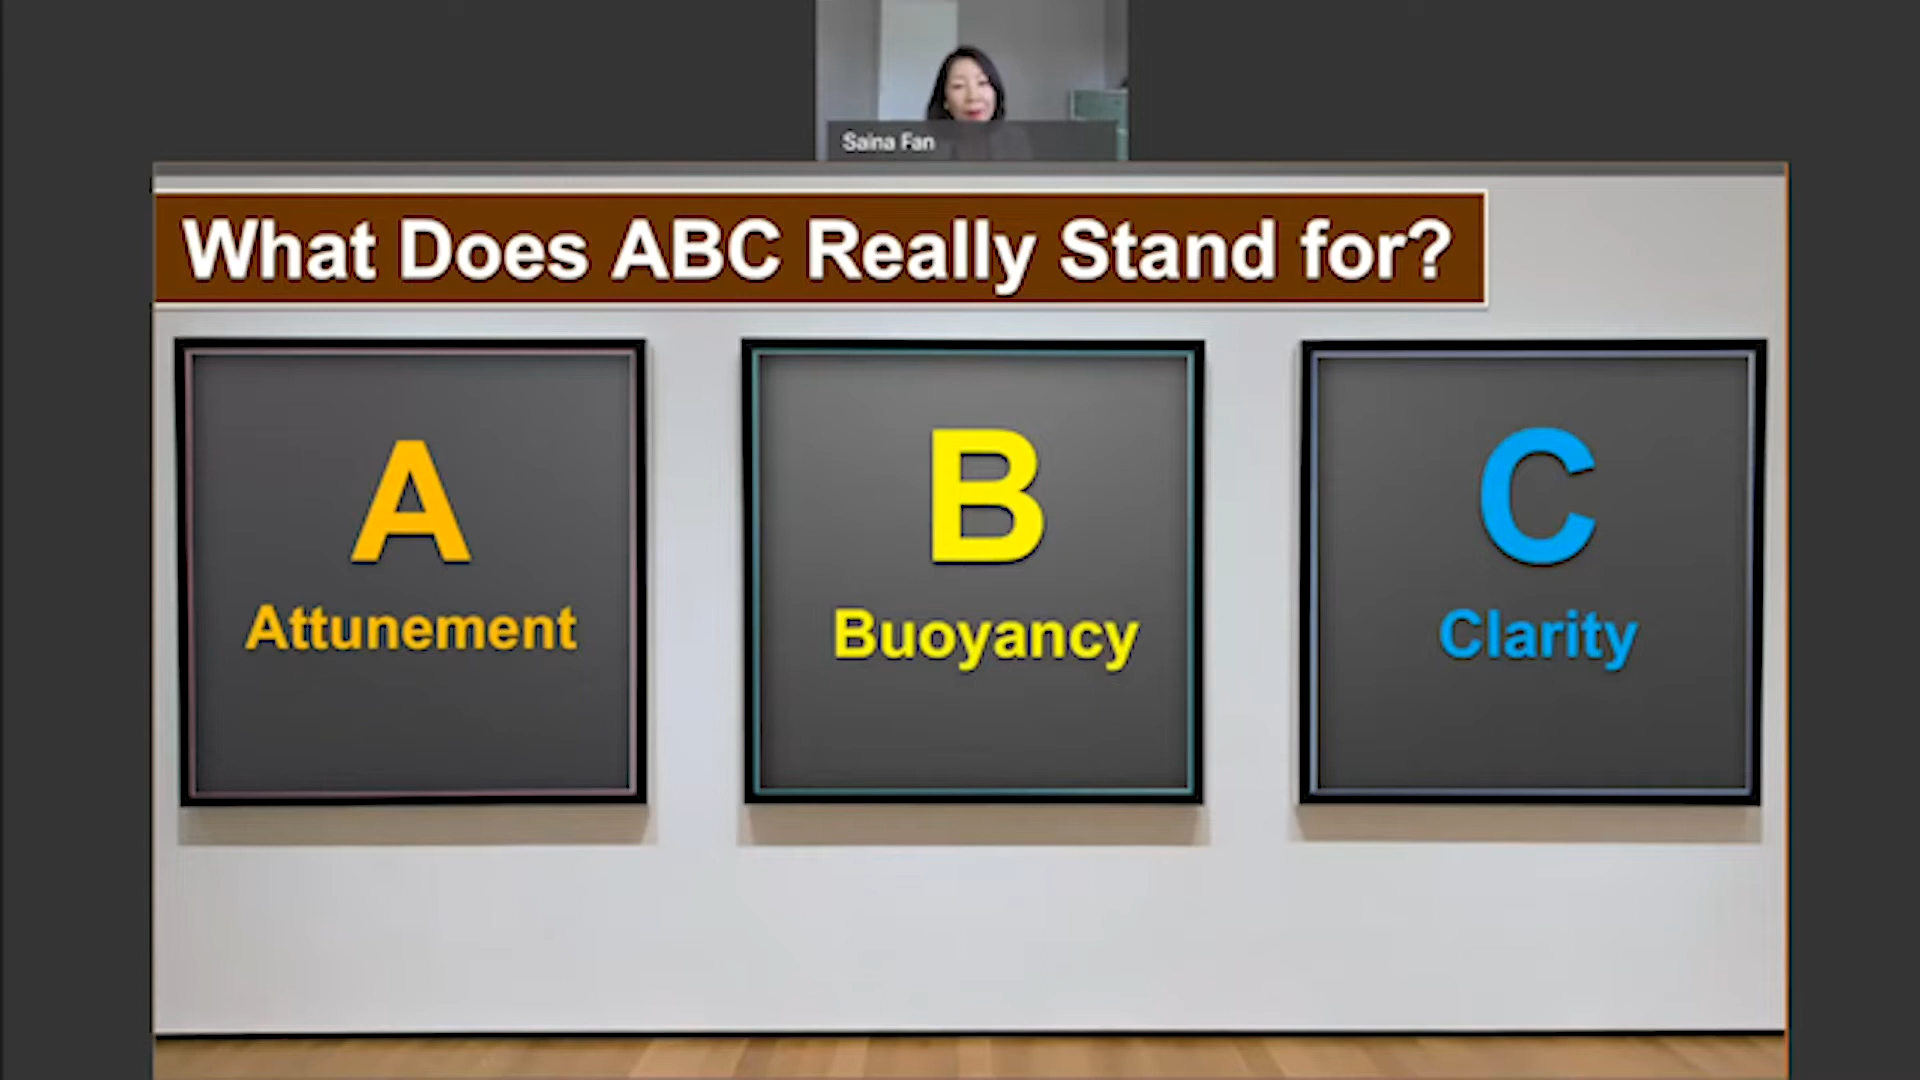 Saina Fan
What Does ABC Really Stand for?
A
Attunement
B
Buoyancy
C
Clarity